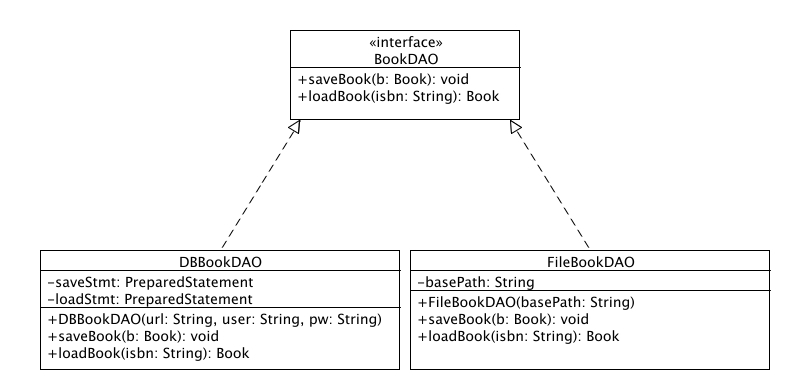 «interface»
BookDAO
+saveBook(b: Book): void
+loadBook(isbn: String): Book
DBBookDAO
-saveStmt: PreparedStatement
-loadStmt: PreparedStatement
+DBBookDAO(url: String, user: String, pw: String)
+saveBook(b: Book): void
+loadBook(isbn: String): Book
FileBookDAO
-basePath: String
+FileBookDAO(basePath: String)
+saveBook(b: Book): void
+loadBook(isbn: String): Book